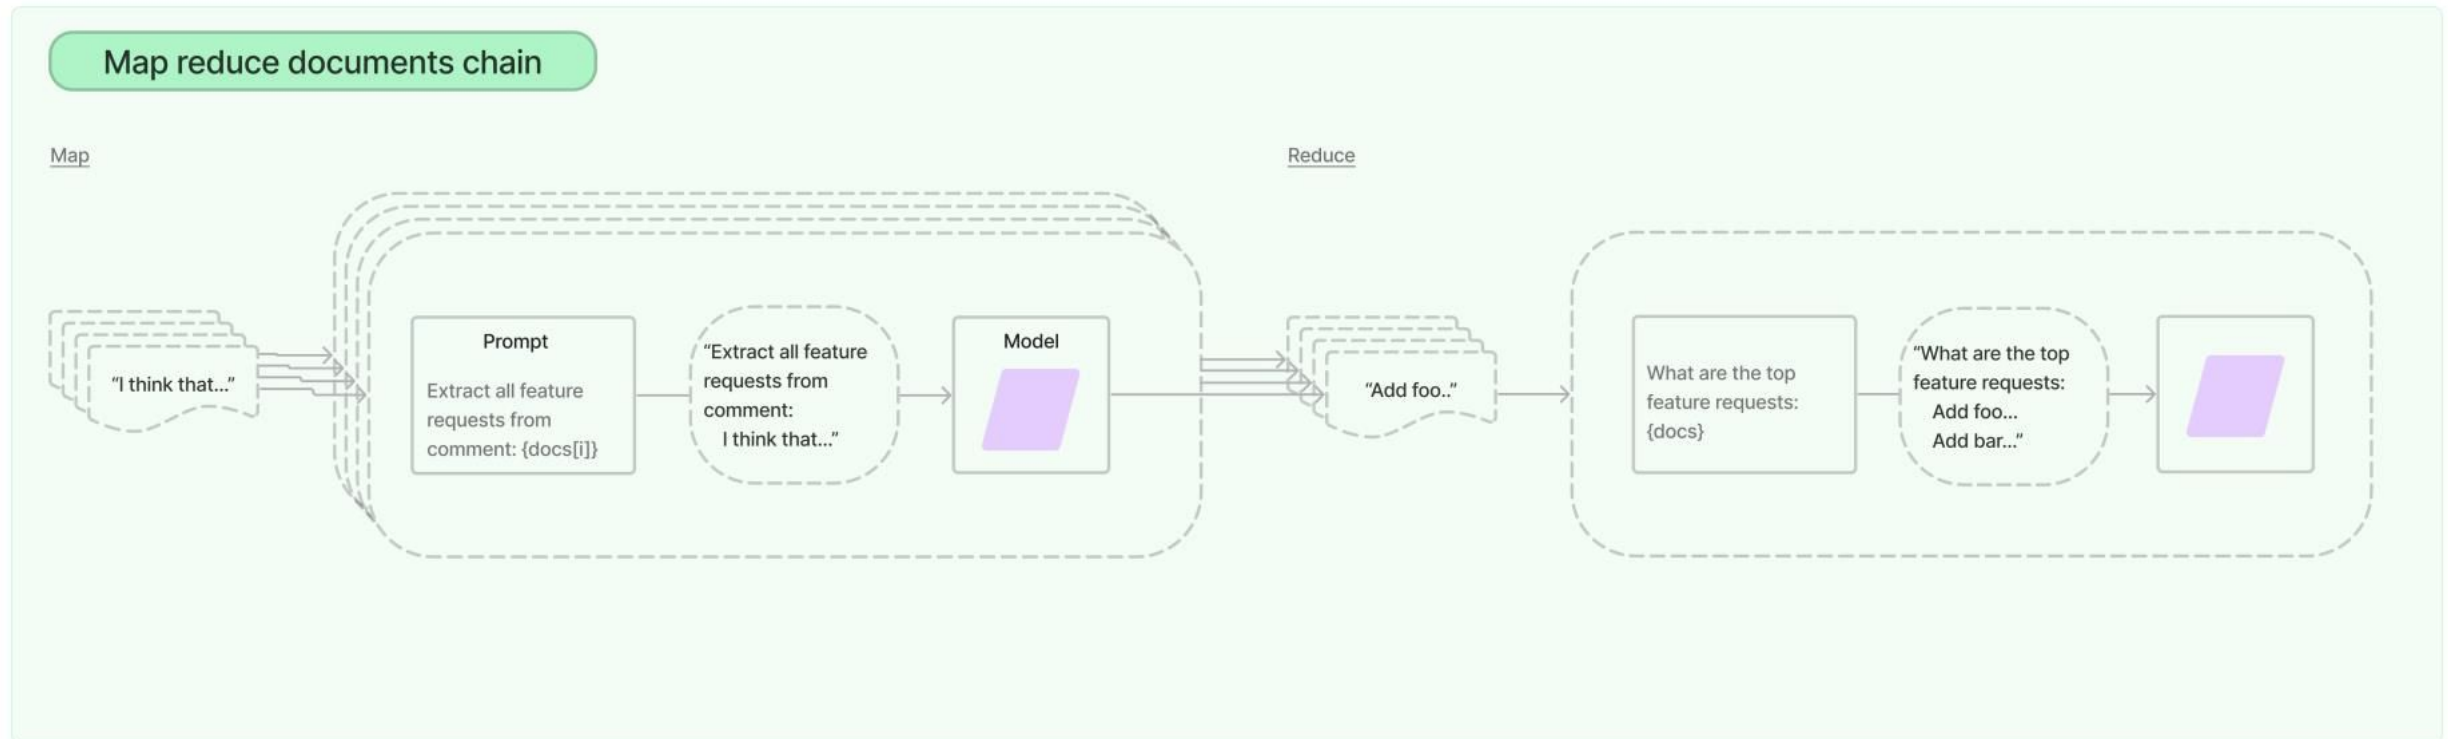 Map reduce documents chain
Map
Reduce
“I think that...”
Prompt
Extract all feature
requests from
comment: {docs[i]}
“Extract all feature
requests from
comment:
I think that...”
Model
“Add foo..”
What are the top
feature requests:
{docs}
“What are the top
feature requests:
Add foo...
Add bar...”